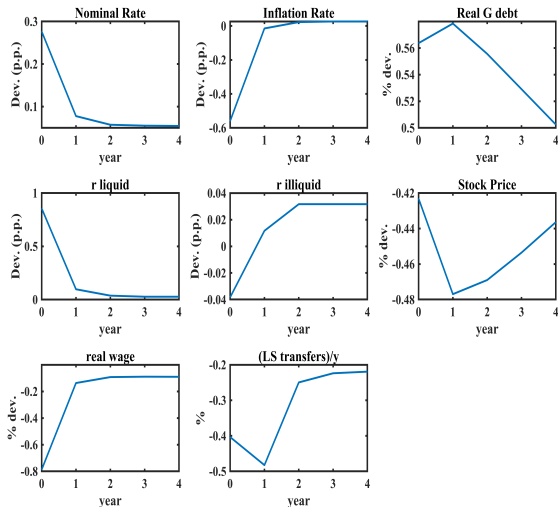 Nominal Rate
Dev. (p.p.)
0.3
0.2
0.1
0 1 2 3 4
year
Inflation Rate
Dev. (p.p.)
0
-0.2
-0.4
-0.6
0 1 2 3 4
year
Real G debt
% dev.
0.56
0.54
0.52
0.5
0 1 2 3 4
year
r liquid
Dev. (p.p.)
1
0.5
0
0 1 2 3 4
year
r illiquid
Dev. (p.p.)
0.04
0.02
0
-0.02
-0.04
0 1 2 3 4
year
Stock Price
% dev.
-0.42
-0.44
-0.46
-0.48
0 1 2 3 4
year
real wage
% dev.
-0.2
-0.4
-0.6
-0.8
0 1 2 3 4
year
(LS transfers)/y
%
-0.2
-0.3
-0.4
-0.5
0 1 2 3 4
year